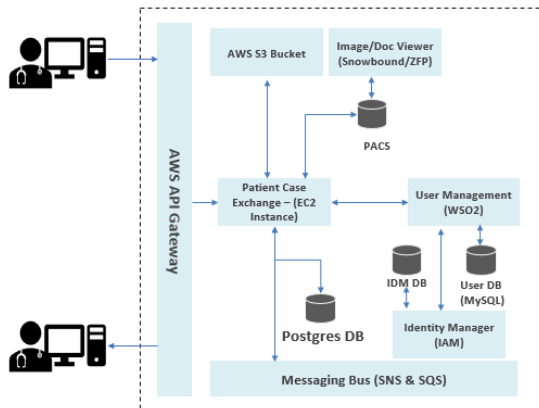 AWS S3 Bucket
Image/Doc Viewer
(Snowbound/ZFP)
PACS
AWS API Gateway
Patient Case
Exchange – (EC2
Instance)
User Management
(WSO2)
IDM DB
User DB
(MySQL)
Postgres DB
Identity Manager
(IAM)
Messaging Bus (SNS & SQS)